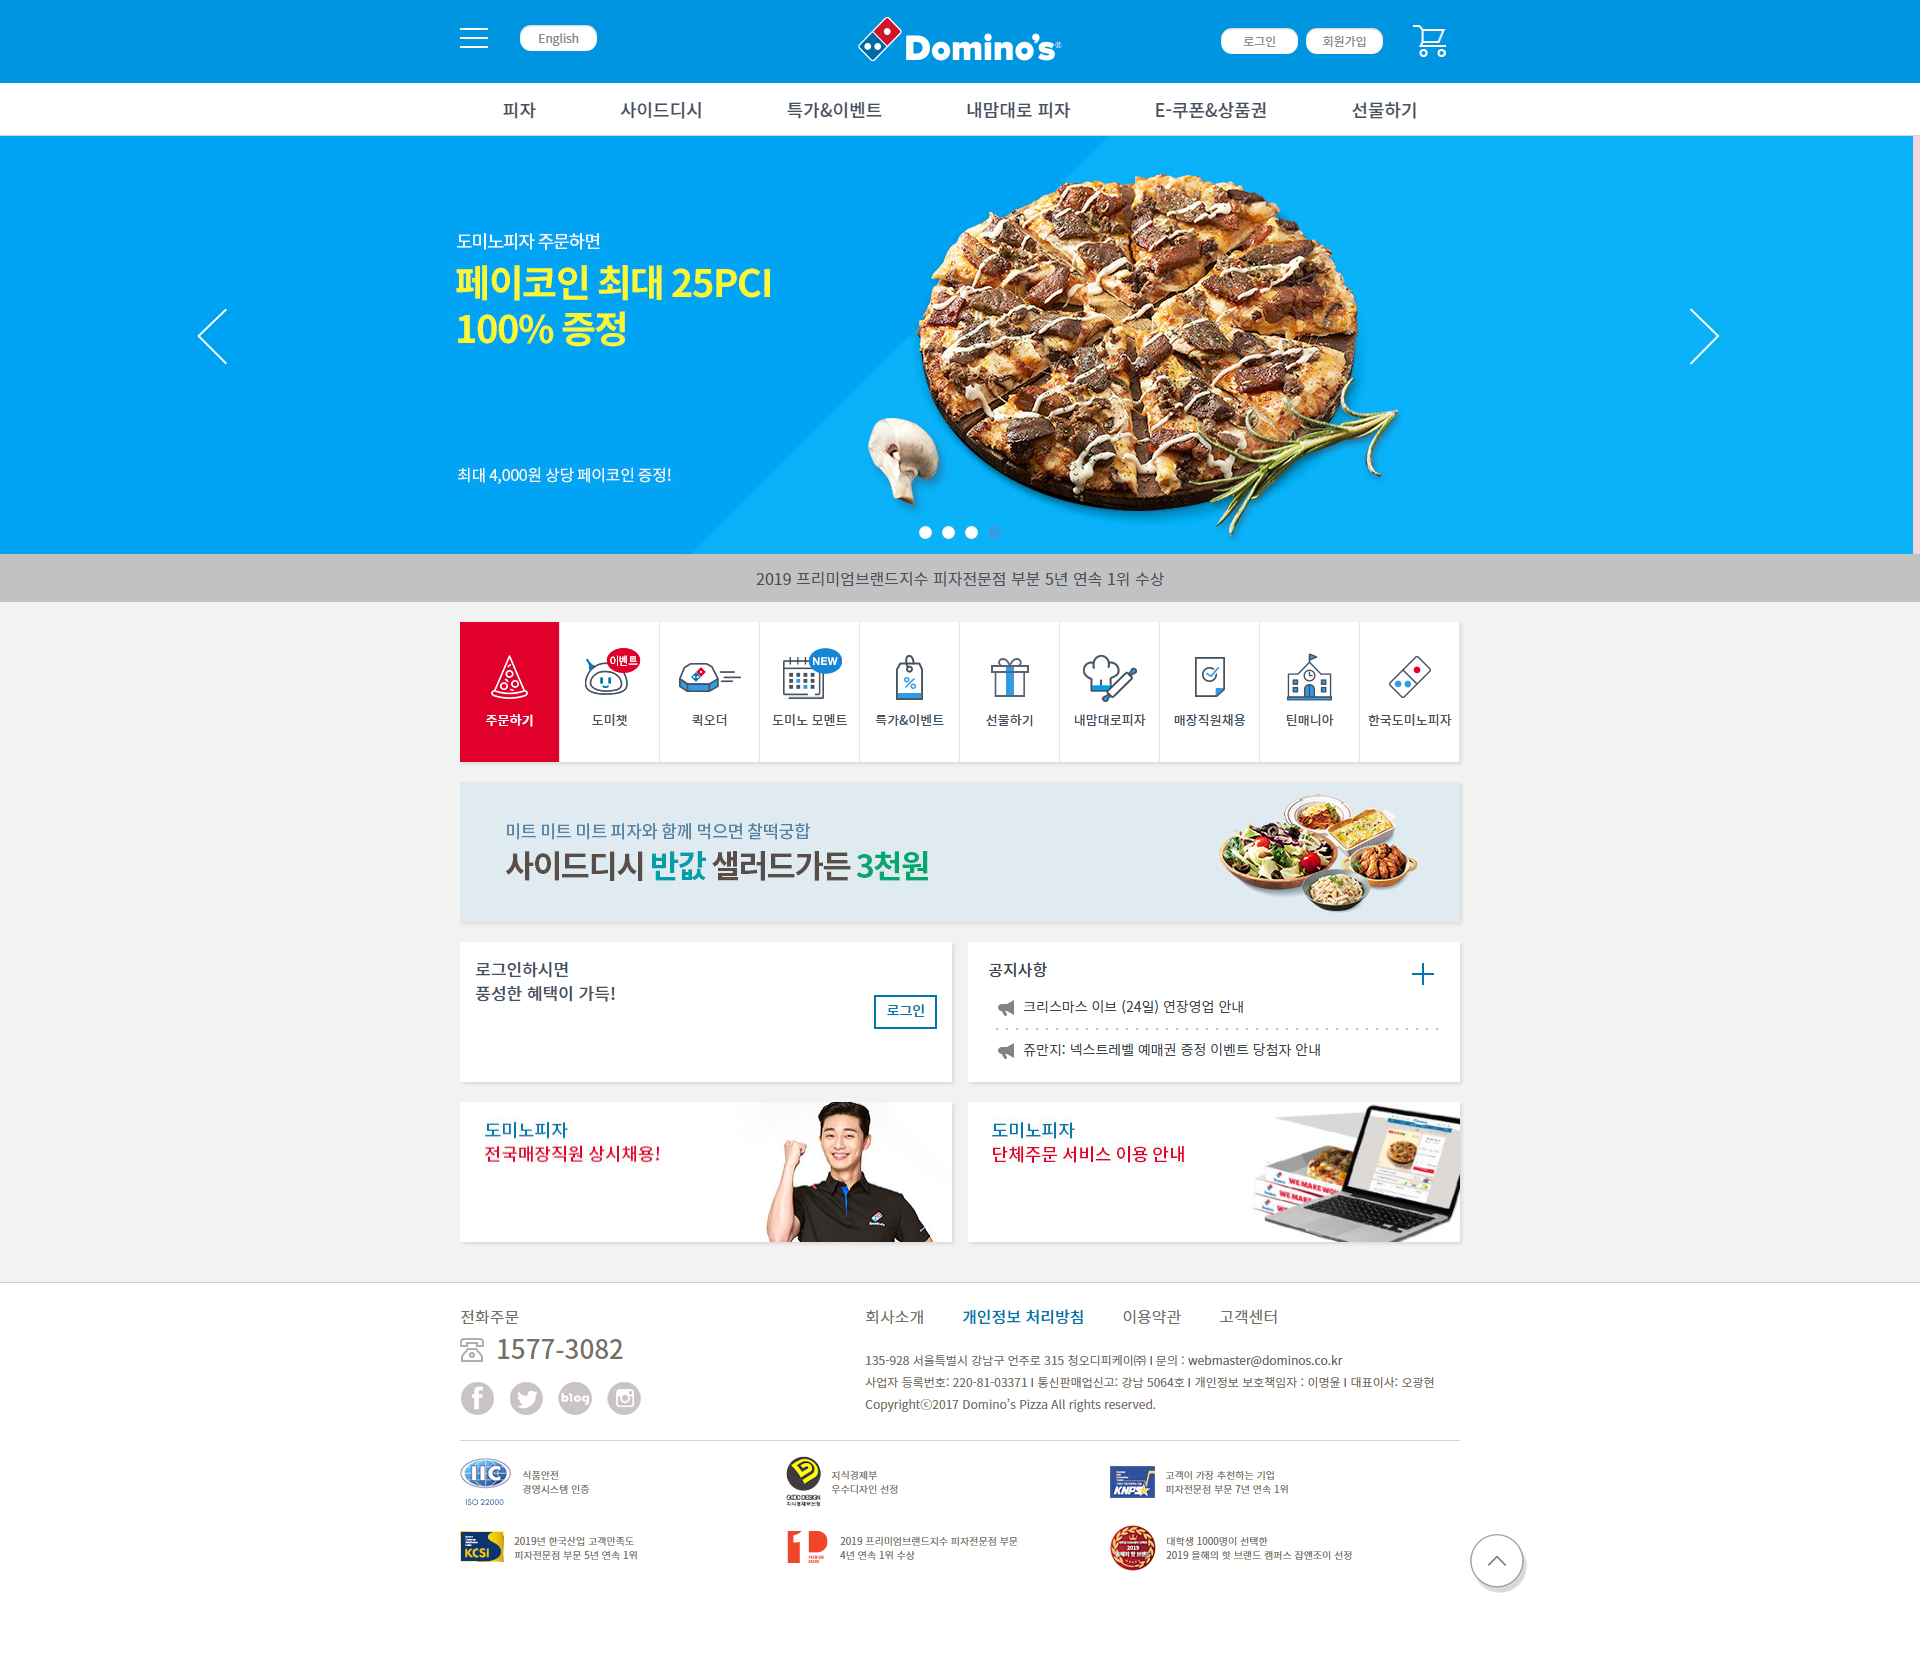 English
Domino's®
로그인
회원가입
피자
사이드디시
특가&이벤트
내맘대로 피자
E-쿠폰&상품권
선물하기
도미노피자 주문하면
페이코인 최대 25PCI
100% 증정
최대 4,000원 상당 페이코인 증정!
2019 프리미엄브랜드지수 피자전문점 부분 5년 연속 1위 수상
이벤트
NEW
주문하기
도미챗
퀵오더
도미노 모멘트
특가&이벤트
선물하기
내맘대로피자
매장직원채용
틴매니아
한국도미노피자
미트 미트 미트 피자와 함께 먹으면 찰떡궁합
사이드디시 반값 샐러드가든 3천원
로그인하시면
풍성한 혜택이 가득!
로그인
공지사항
크리스마스 이브 (24일) 연장영업 안내
쥬만지: 넥스트레벨 예매권 증정 이벤트 당첨자 안내
도미노피자
전국매장직원 상시채용!
도미노피자
단체주문 서비스 이용 안내
전화주문
1577-3082
blog
회사소개
개인정보 처리방침
이용약관
고객센터
135-928 서울특별시 강남구 언주로 315 청오디피케이㈜ I 문의 : webmaster@dominos.co.kr
사업자 등록번호: 220-81-03371 I 통신판매업신고: 강남 5064호 I 개인정보 보호책임자 : 이명윤 I 대표이사: 오광현
Copyrightⓒ2017 Domino's Pizza All rights reserved.
IIC
ISO 22000
식품안전
경영시스템 인증
GOOD DESIGN
지식경제부
우수디자인 선정
KNPS
고객이 가장 추천하는 기업
피자전문점 부문 7년 연속 1위
KCSI
2019년 한국산업 고객만족도
피자전문점 부문 5년 연속 1위
1P
2019 프리미엄브랜드지수 피자전문점 부문
4년 연속 1위 수상
2019
올해의 핫 브랜드
대학생 1000명이 선택한
2019 올해의 핫 브랜드 캠퍼스 잡앤조이 선정